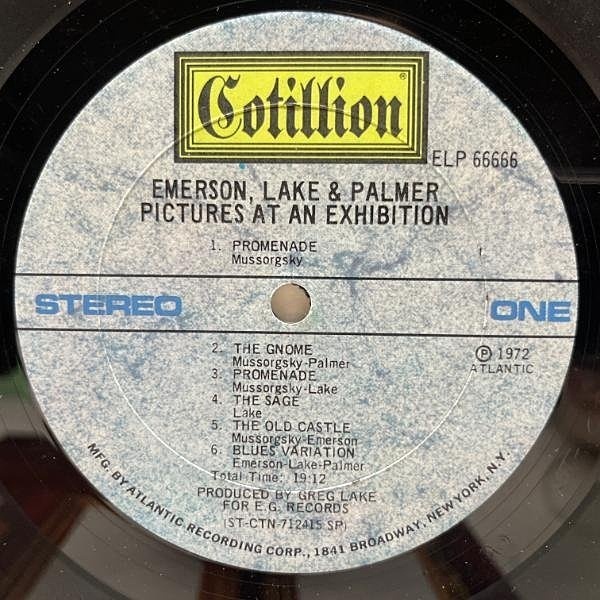 Cotillion®
ELP 66666
EMERSON, LAKE & PALMER
PICTURES AT AN EXHIBITION
1. PROMENADE
Mussorgsky
STEREO
ONE
2. THE GNOME
Mussorgsky-Palmer
3. PROMENADE
Mussorgsky-Lake
4. THE SAGE
Lake
5. THE OLD CASTLE
Mussorgsky-Emerson
6. BLUES VARIATION
Emerson-Lake-Palmer
Total Time: 19:12
℗ 1972
ATLANTIC
PRODUCED BY GREG LAKE
FOR E.G. RECORDS
(ST-CTN-712415 SP)
MFG. BY ATLANTIC RECORDING CORP., 1841 BROADWAY, NEW YORK, N.Y.